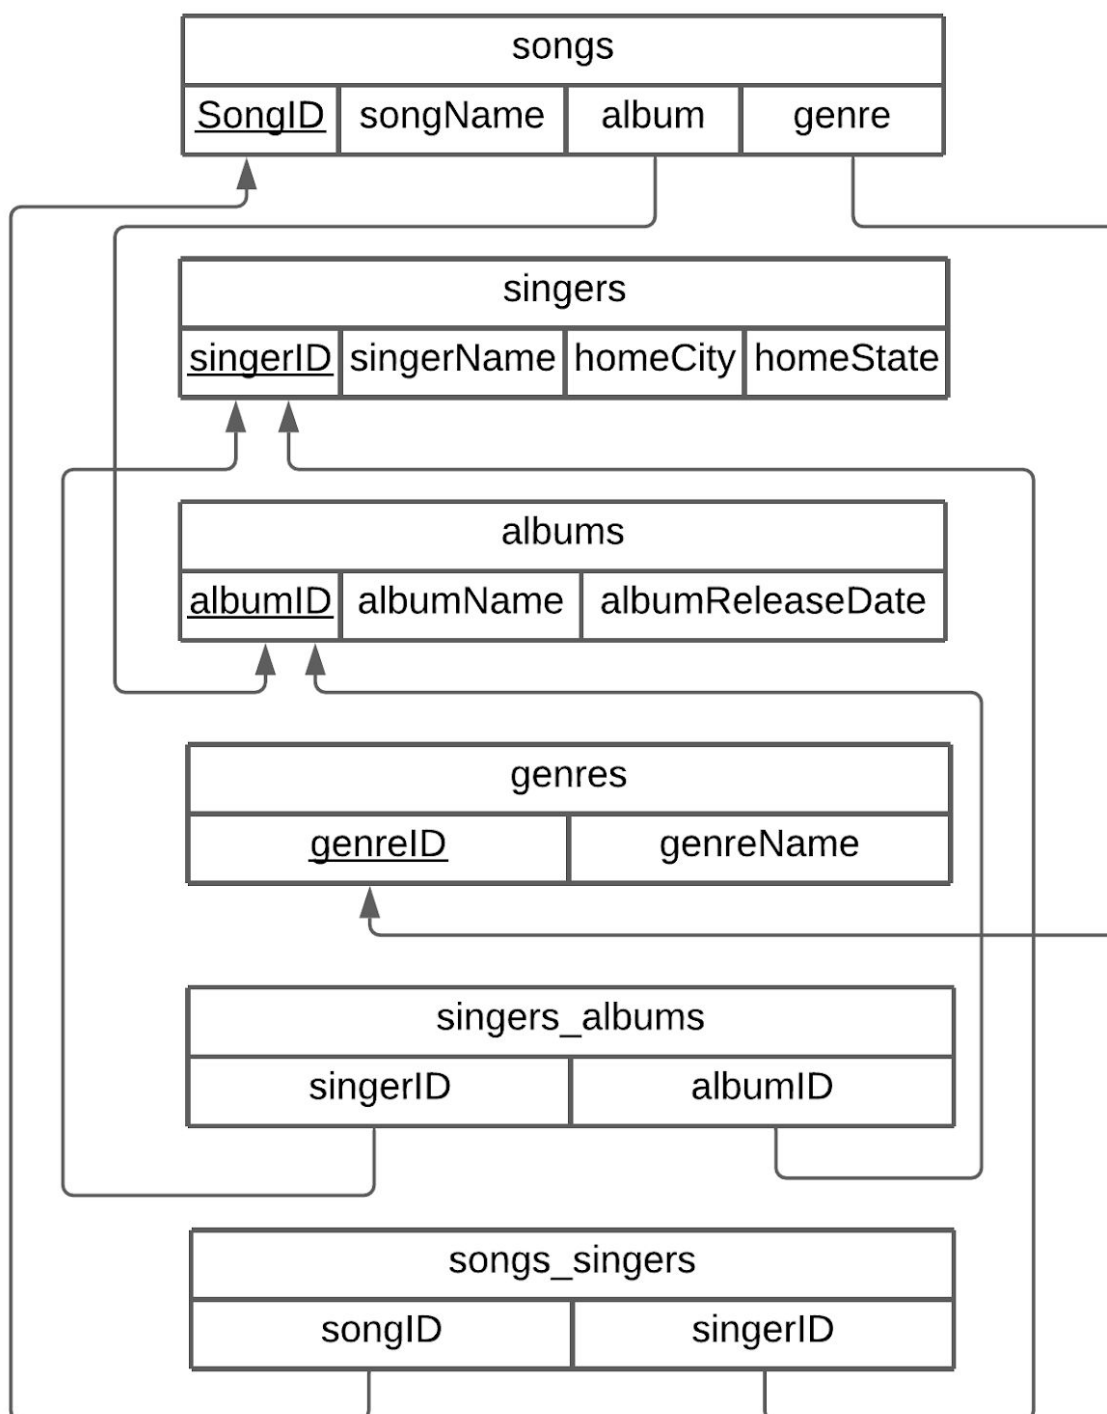 songs
SongID songName album genre
singers
singerID singerName homeCity homeState
albums
albumID albumName albumReleaseDate
genres
genreID genreName
singers_albums
singerID albumID
songs_singers
songID singerID